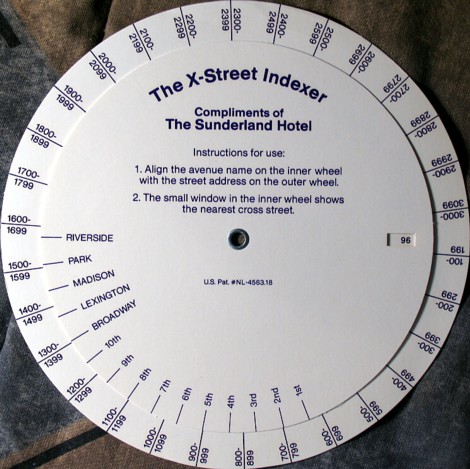 The X-Street Indexer
Compliments of
The Sunderland Hotel
Instructions for use:
1. Align the avenue name on the inner wheel
with the street address on the outer wheel.
2. The small window in the inner wheel shows
the nearest cross street.
96
U.S. Pat. #NL-4563.18
RIVERSIDE
PARK
MADISON
LEXINGTON
BROADWAY
10th
9th
8th
7th
6th
5th
4th
3rd
2nd
1st
100-
199
200-
299
300-
399
400-
499
500-
599
600-
699
700-
799
800-
899
900-
999
1000-
1099
1100-
1199
1200-
1299
1300-
1399
1400-
1499
1500-
1599
1600-
1699
1700-
1799
1800-
1899
1900-
1999
2000-
2099
2100-
2199
2200-
2299
2300-
2399
2400-
2499
2500-
2599
2600-
2699
2700-
2799
2800-
2899
2900-
2999
3000-
3099